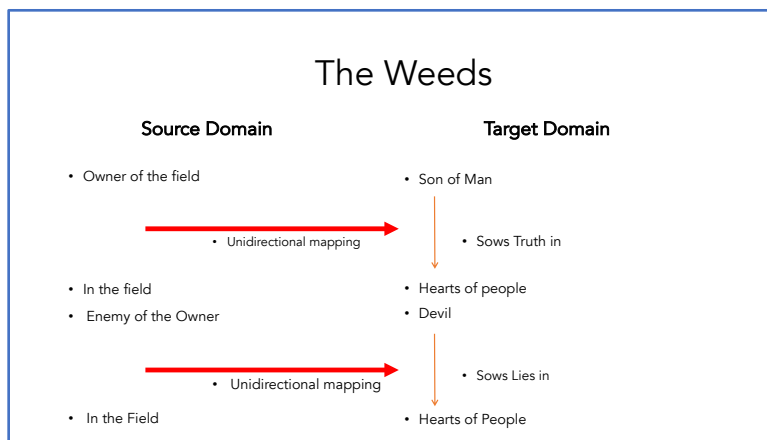 The Weeds
Source Domain
Target Domain
• Owner of the field
• Son of Man
• Unidirectional mapping
• Sows Truth in
• In the field
• Hearts of people
• Enemy of the Owner
• Devil
• Unidirectional mapping
• Sows Lies in
• In the Field
• Hearts of People